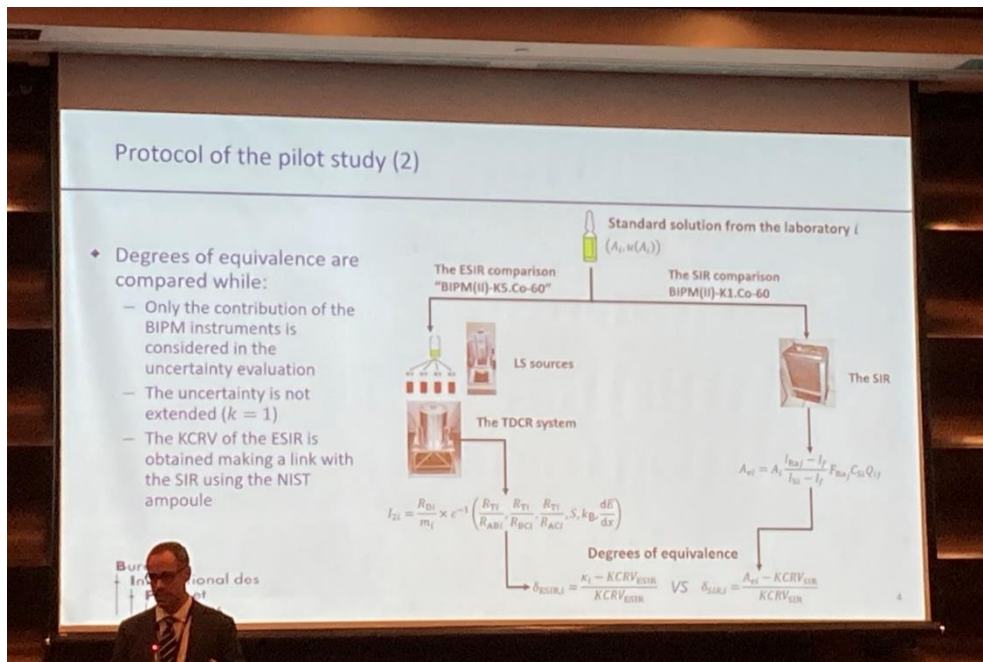 Protocol of the pilot study (2)
Standard solution from the laboratory i
(Aᵢ, u(Aᵢ))
◆ Degrees of equivalence are
compared while:
– Only the contribution of the
BIPM instruments is
considered in the
uncertainty evaluation
– The uncertainty is not
extended (k = 1)
– The KCRV of the ESIR is
obtained making a link with
the SIR using the NIST
ampoule
The ESIR comparison
"BIPM(II)-K5.Co-60"
The SIR comparison
BIPM(II)-K1.Co-60
LS sources
The SIR
The TDCR system
Degrees of equivalence
VS
Bur
ional des
4